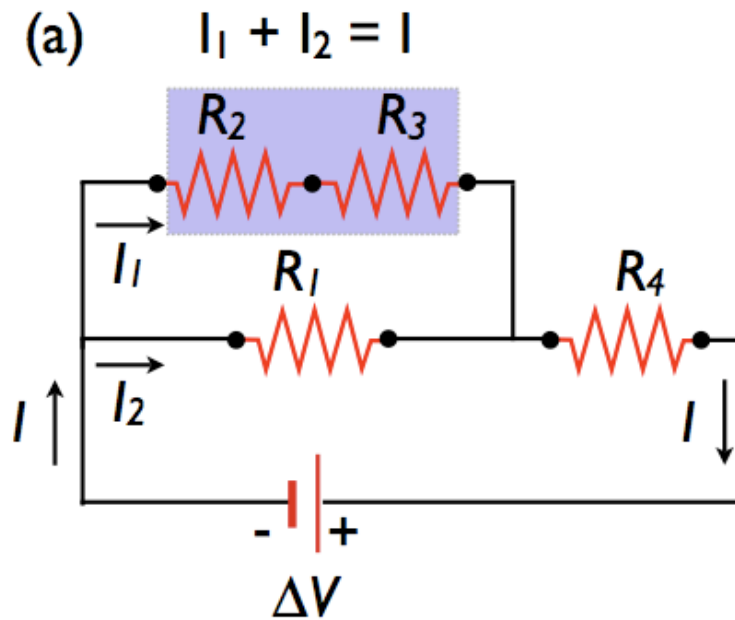 (a) I₁ + I₂ = I
R₂ R₃
I₁
R₁ R₄
I₂
I I
- +
ΔV